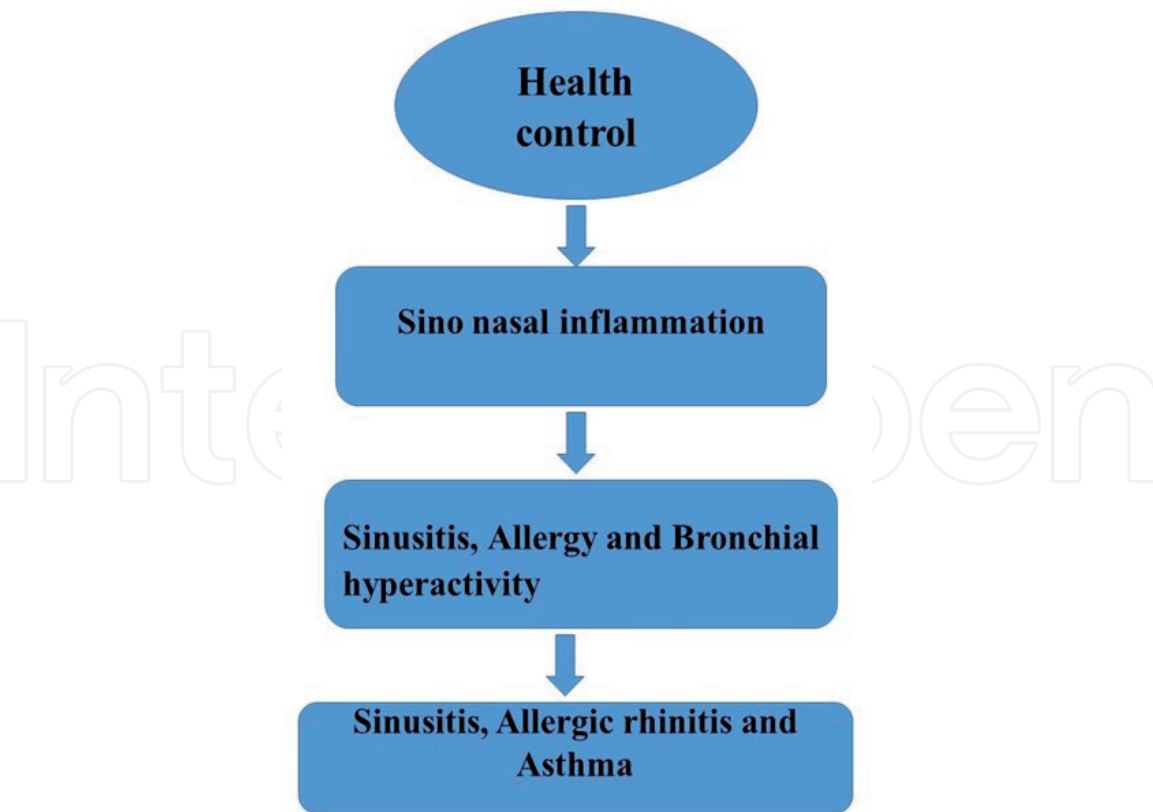 Health
control
Sino nasal inflammation
Sinusitis, Allergy and Bronchial
hyperactivity
Sinusitis, Allergic rhinitis and
Asthma